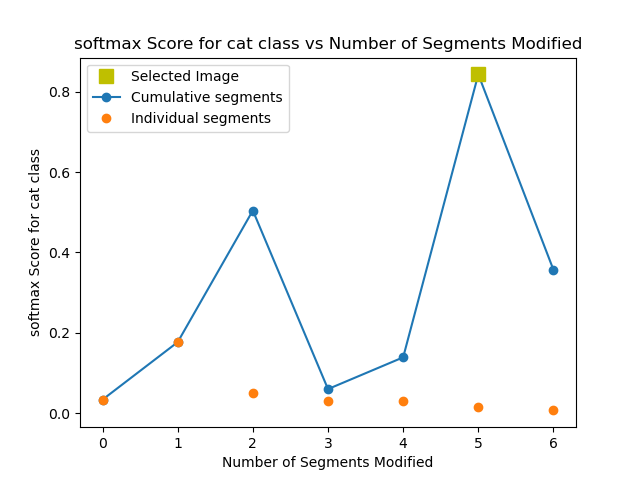 softmax Score for cat class vs Number of Segments Modified
Selected Image
Cumulative segments
Individual segments
softmax Score for cat class
0.8
0.6
0.4
0.2
0.0
0 1 2 3 4 5 6
Number of Segments Modified